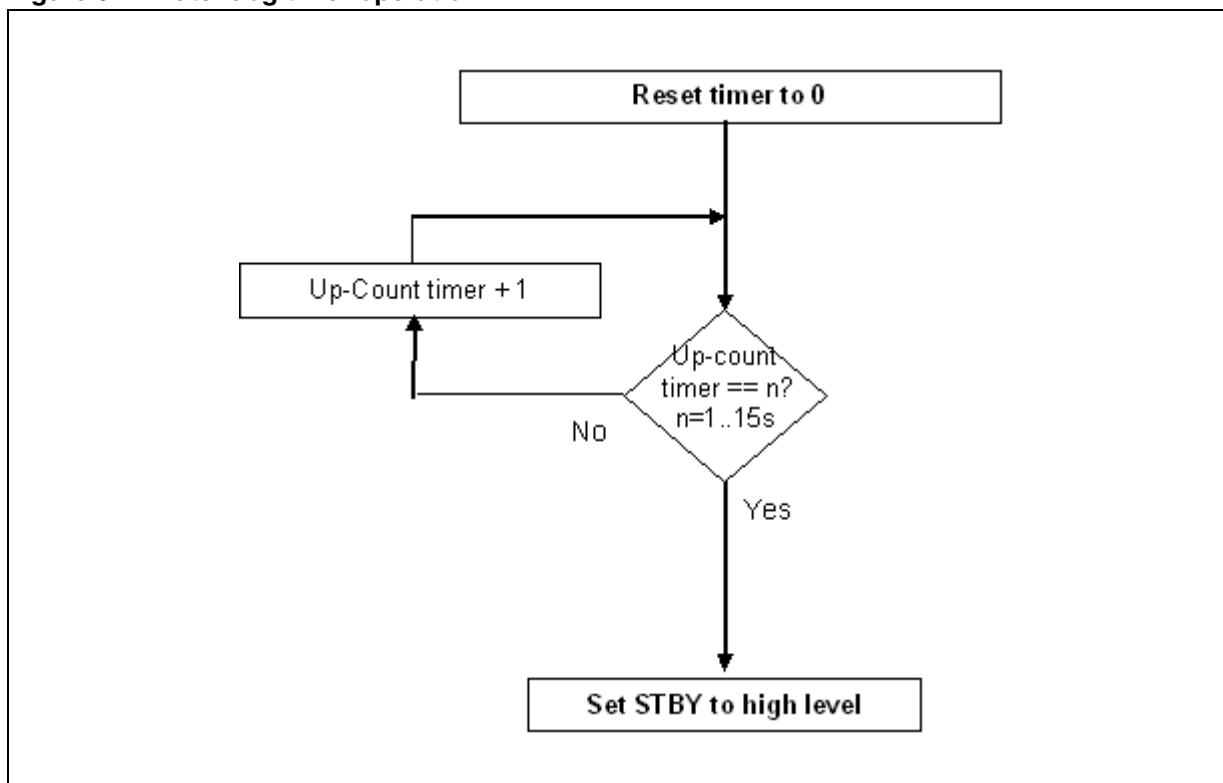 Reset timer to 0
Up-Count timer + 1
Up-count
timer == n?
n=1..15s
No
Yes
Set STBY to high level